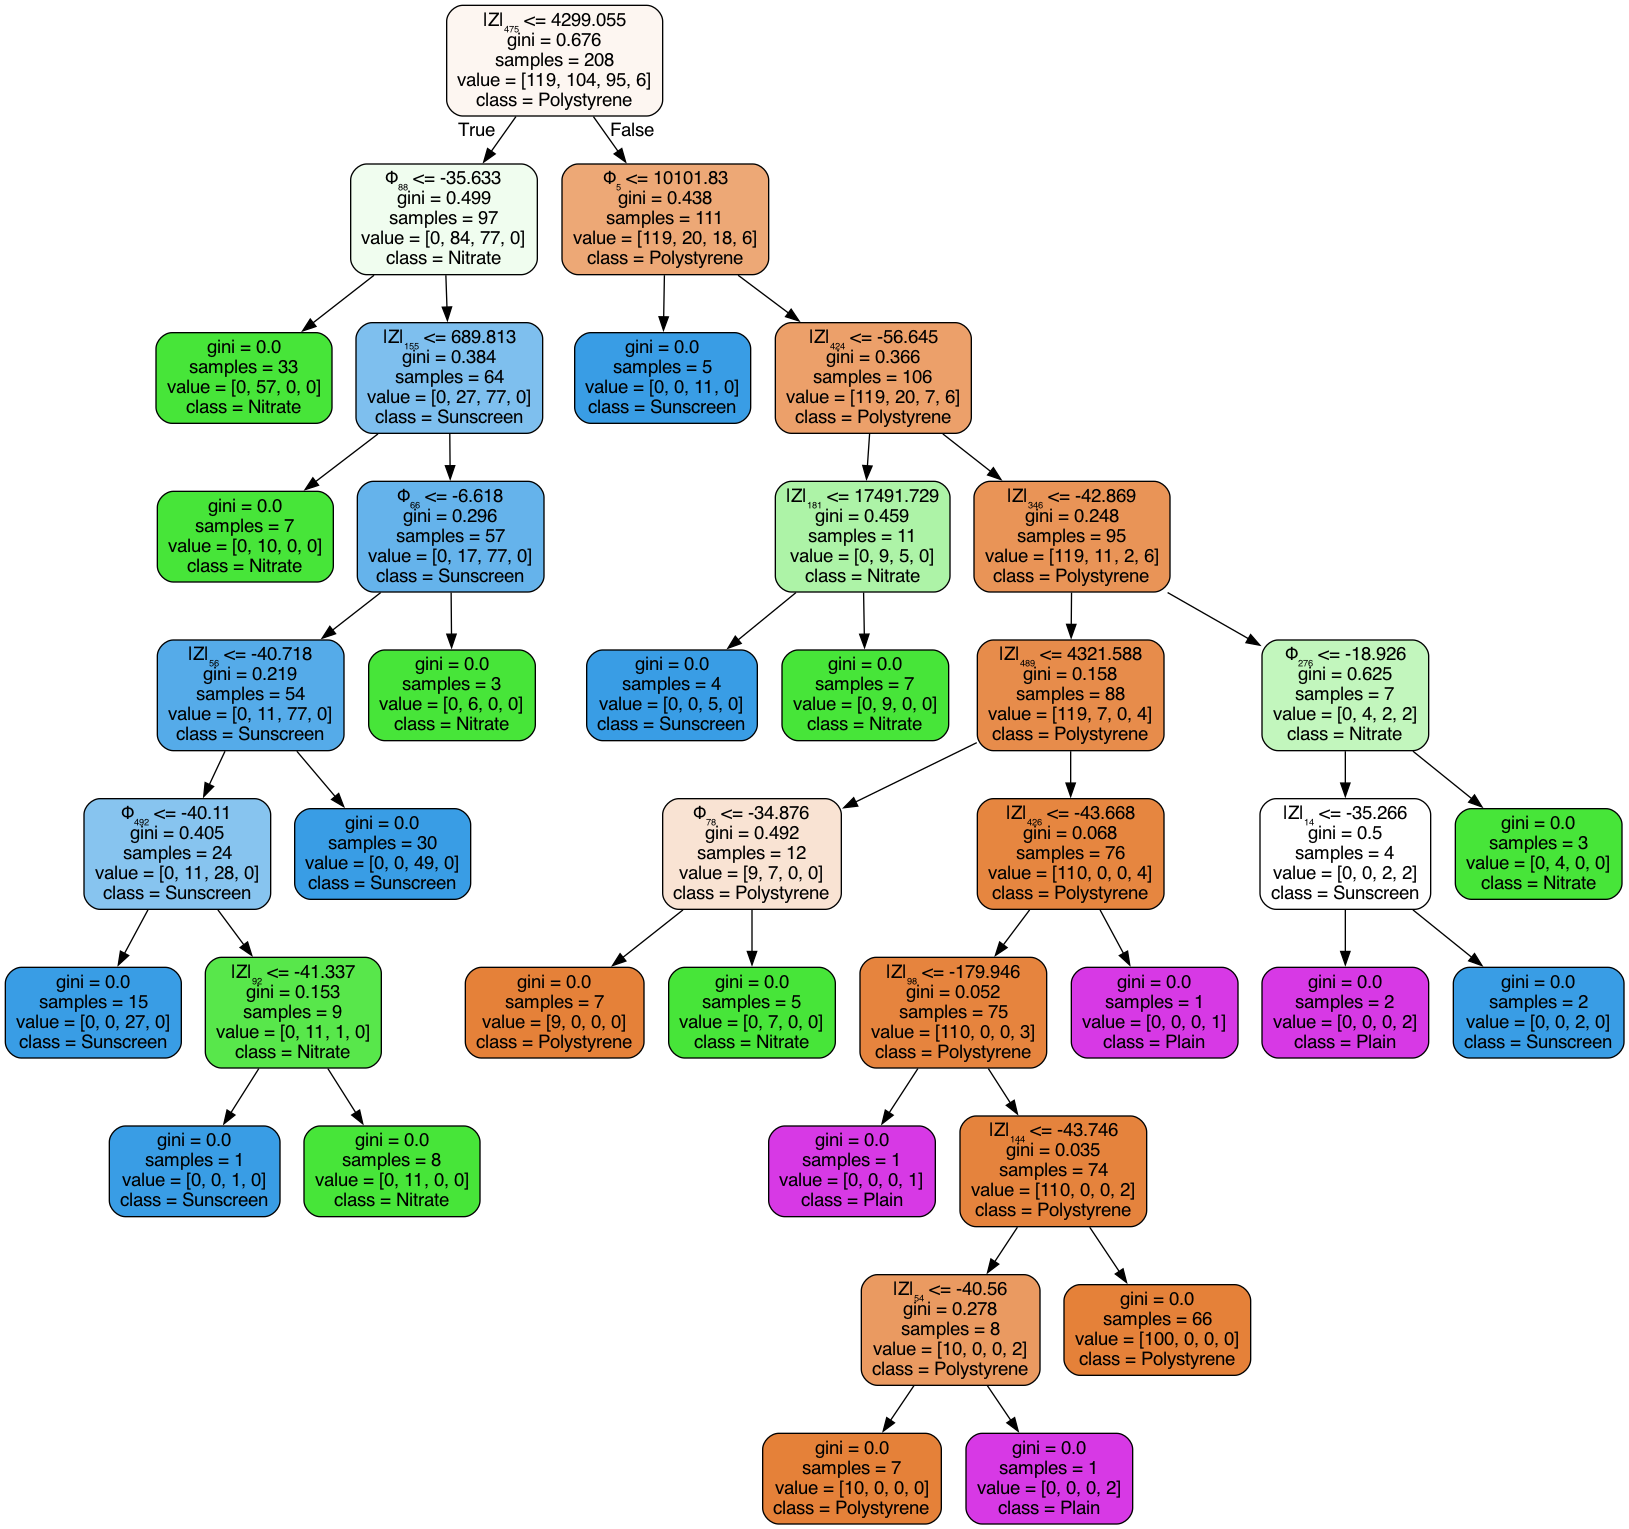 |Z|₄₇₅ <= 4299.055
gini = 0.676
samples = 208
value = [119, 104, 95, 6]
class = Polystyrene
True
False
Φ₈₈ <= -35.633
gini = 0.499
samples = 97
value = [0, 84, 77, 0]
class = Nitrate
Φ₅ <= 10101.83
gini = 0.438
samples = 111
value = [119, 20, 18, 6]
class = Polystyrene
gini = 0.0
samples = 33
value = [0, 57, 0, 0]
class = Nitrate
|Z|₁₅₅ <= 689.813
gini = 0.384
samples = 64
value = [0, 27, 77, 0]
class = Sunscreen
gini = 0.0
samples = 5
value = [0, 0, 11, 0]
class = Sunscreen
|Z|₄₂₄ <= -56.645
gini = 0.366
samples = 106
value = [119, 20, 7, 6]
class = Polystyrene
gini = 0.0
samples = 7
value = [0, 10, 0, 0]
class = Nitrate
Φ₆₆ <= -6.618
gini = 0.296
samples = 57
value = [0, 17, 77, 0]
class = Sunscreen
|Z|₁₈₁ <= 17491.729
gini = 0.459
samples = 11
value = [0, 9, 5, 0]
class = Nitrate
|Z|₃₄₆ <= -42.869
gini = 0.248
samples = 95
value = [119, 11, 2, 6]
class = Polystyrene
|Z|₅₆ <= -40.718
gini = 0.219
samples = 54
value = [0, 11, 77, 0]
class = Sunscreen
gini = 0.0
samples = 3
value = [0, 6, 0, 0]
class = Nitrate
gini = 0.0
samples = 4
value = [0, 0, 5, 0]
class = Sunscreen
gini = 0.0
samples = 7
value = [0, 9, 0, 0]
class = Nitrate
|Z|₄₈₉ <= 4321.588
gini = 0.158
samples = 88
value = [119, 7, 0, 4]
class = Polystyrene
Φ₂₇₆ <= -18.926
gini = 0.625
samples = 7
value = [0, 4, 2, 2]
class = Nitrate
Φ₄₉₂ <= -40.11
gini = 0.405
samples = 24
value = [0, 11, 28, 0]
class = Sunscreen
gini = 0.0
samples = 30
value = [0, 0, 49, 0]
class = Sunscreen
Φ₇₈ <= -34.876
gini = 0.492
samples = 12
value = [9, 7, 0, 0]
class = Polystyrene
|Z|₄₂₆ <= -43.668
gini = 0.068
samples = 76
value = [110, 0, 0, 4]
class = Polystyrene
|Z|₁₄ <= -35.266
gini = 0.5
samples = 4
value = [0, 0, 2, 2]
class = Sunscreen
gini = 0.0
samples = 3
value = [0, 4, 0, 0]
class = Nitrate
gini = 0.0
samples = 15
value = [0, 0, 27, 0]
class = Sunscreen
|Z|₉₂ <= -41.337
gini = 0.153
samples = 9
value = [0, 11, 1, 0]
class = Nitrate
gini = 0.0
samples = 7
value = [9, 0, 0, 0]
class = Polystyrene
gini = 0.0
samples = 5
value = [0, 7, 0, 0]
class = Nitrate
|Z|₉₈ <= -179.946
gini = 0.052
samples = 75
value = [110, 0, 0, 3]
class = Polystyrene
gini = 0.0
samples = 1
value = [0, 0, 0, 1]
class = Plain
gini = 0.0
samples = 2
value = [0, 0, 0, 2]
class = Plain
gini = 0.0
samples = 2
value = [0, 0, 2, 0]
class = Sunscreen
gini = 0.0
samples = 1
value = [0, 0, 1, 0]
class = Sunscreen
gini = 0.0
samples = 8
value = [0, 11, 0, 0]
class = Nitrate
gini = 0.0
samples = 1
value = [0, 0, 0, 1]
class = Plain
|Z|₁₄₄ <= -43.746
gini = 0.035
samples = 74
value = [110, 0, 0, 2]
class = Polystyrene
|Z|₅₄ <= -40.56
gini = 0.278
samples = 8
value = [10, 0, 0, 2]
class = Polystyrene
gini = 0.0
samples = 66
value = [100, 0, 0, 0]
class = Polystyrene
gini = 0.0
samples = 7
value = [10, 0, 0, 0]
class = Polystyrene
gini = 0.0
samples = 1
value = [0, 0, 0, 2]
class = Plain